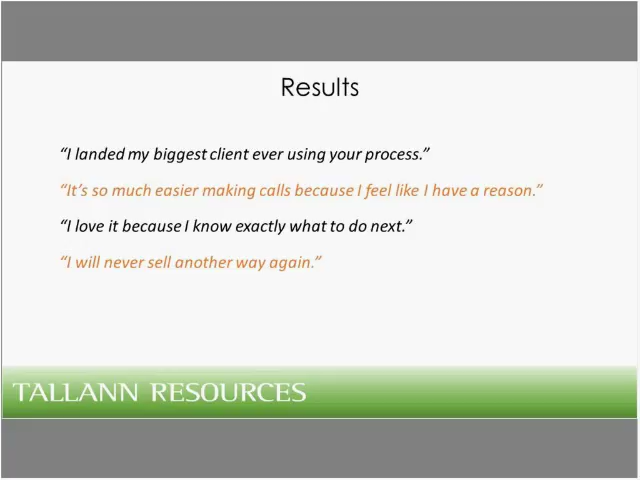 Results
“I landed my biggest client ever using your process.”
“It’s so much easier making calls because I feel like I have a reason.”
“I love it because I know exactly what to do next.”
“I will never sell another way again.”
TALLANN RESOURCES